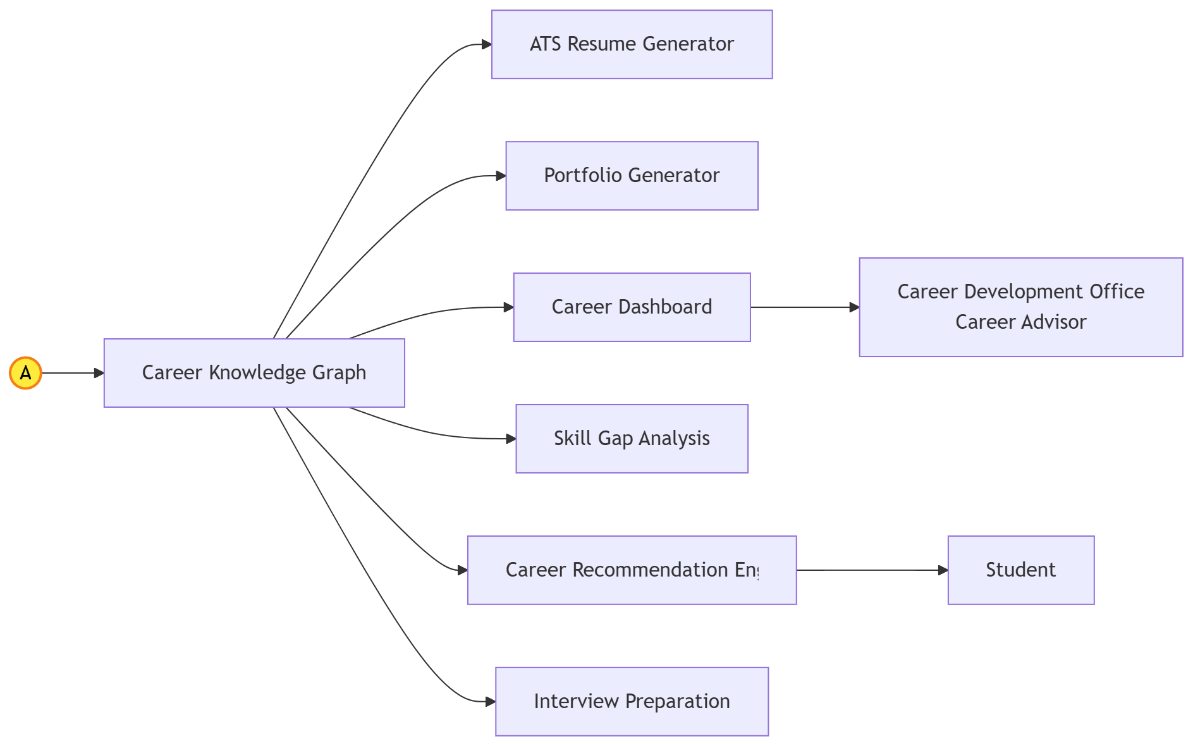 ATS Resume Generator
Portfolio Generator
Career Dashboard
Career Development Office
Career Advisor
A
Career Knowledge Graph
Skill Gap Analysis
Career Recommendation
Student
Interview Preparation